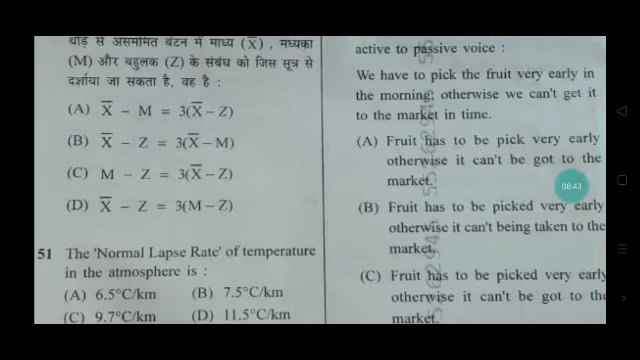 थोड़े से असममित बंटन में माध्य (X̅), मध्यका
(M) और बहुलक (Z) के संबंध को जिस सूत्र से
दर्शाया जा सकता है, वह है :
(A) X̅ – M = 3(X̅ – Z)
(B) X̅ – Z = 3(X̅ – M)
(C) M – Z = 3(X̅ – Z)
(D) X̅ – Z = 3(M – Z)
51 The 'Normal Lapse Rate' of temperature
in the atmosphere is :
(A) 6.5°C/km (B) 7.5°C/km
(C) 9.7°C/km (D) 11.5°C/km
active to passive voice :
We have to pick the fruit very early in
the morning; otherwise we can't get it
to the market in time.
(A) Fruit has to be pick very early
otherwise it can't be got to the
market.
(B) Fruit has to be picked very early
otherwise it can't being taken to the
market.
(C) Fruit has to be picked very early
otherwise it can't be got to the
market.
08:43